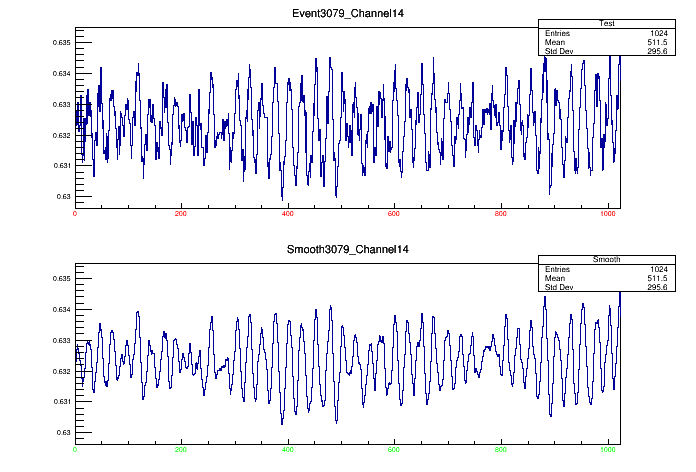 Event3079_Channel14
Test
Entries 1024
Mean 511.5
Std Dev 295.6
0.635
0.634
0.633
0.632
0.631
0.63
0 200 400 600 800 1000
Smooth3079_Channel14
Smooth
Entries 1024
Mean 511.5
Std Dev 295.6
0.635
0.634
0.633
0.632
0.631
0.63
0 200 400 600 800 1000